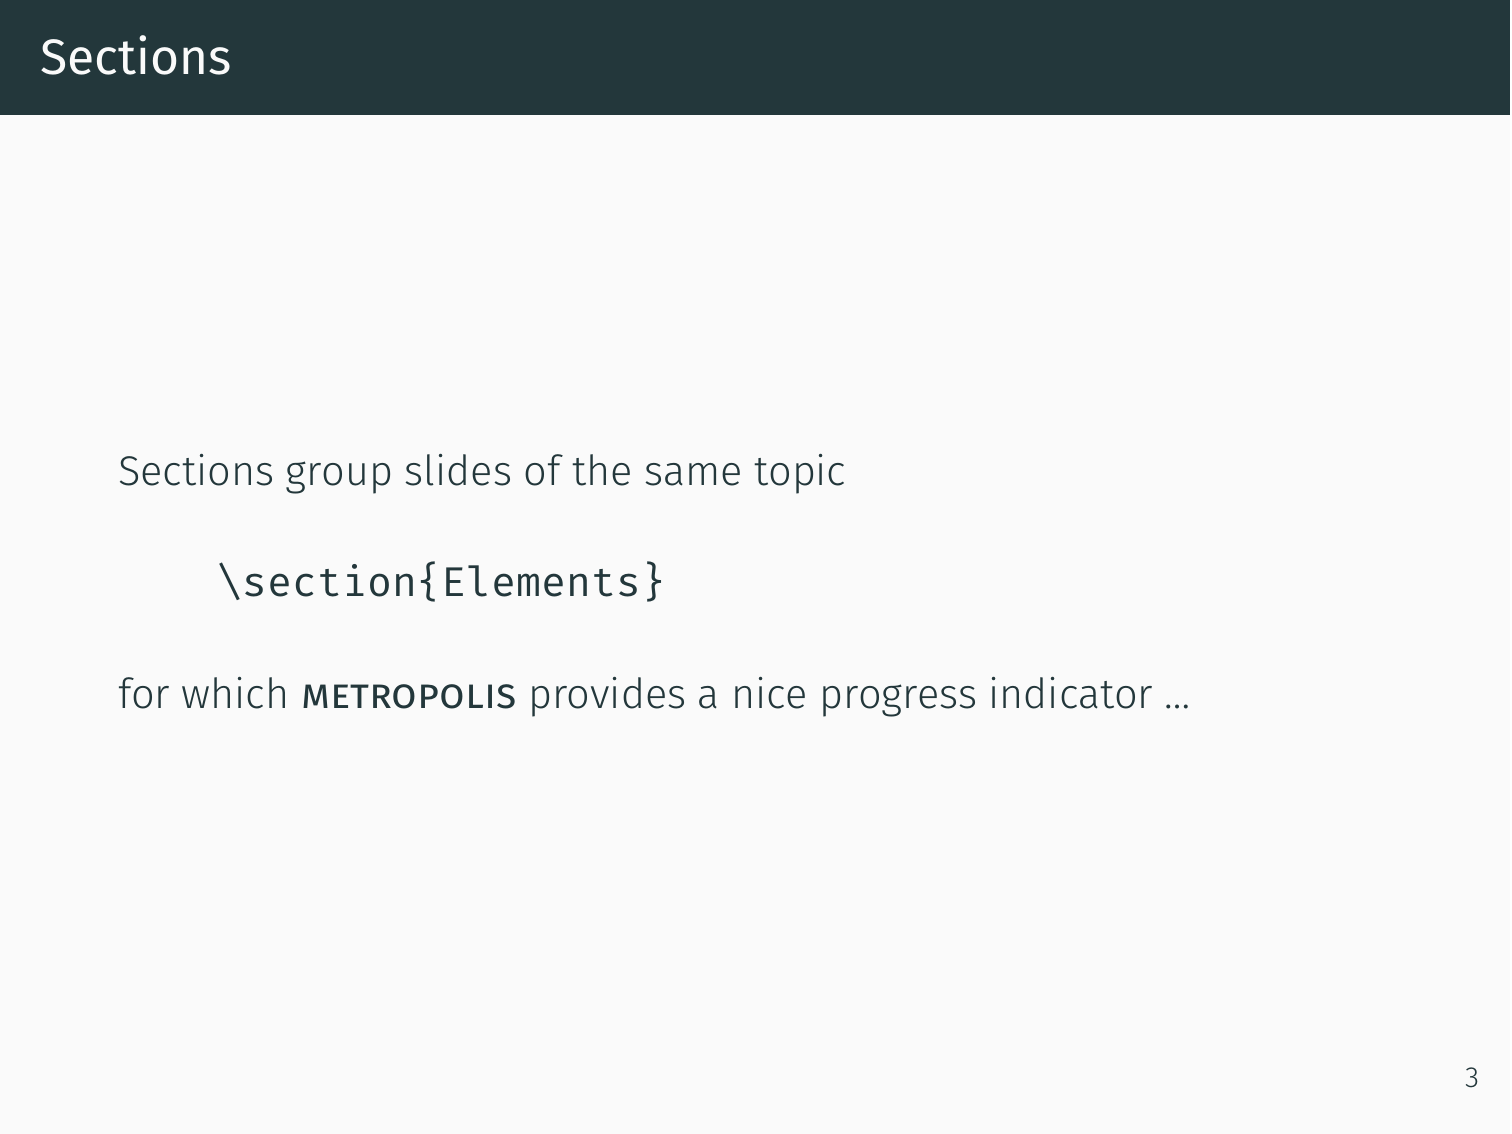 Sections
Sections group slides of the same topic
\section{Elements}
for which METROPOLIS provides a nice progress indicator ...
3